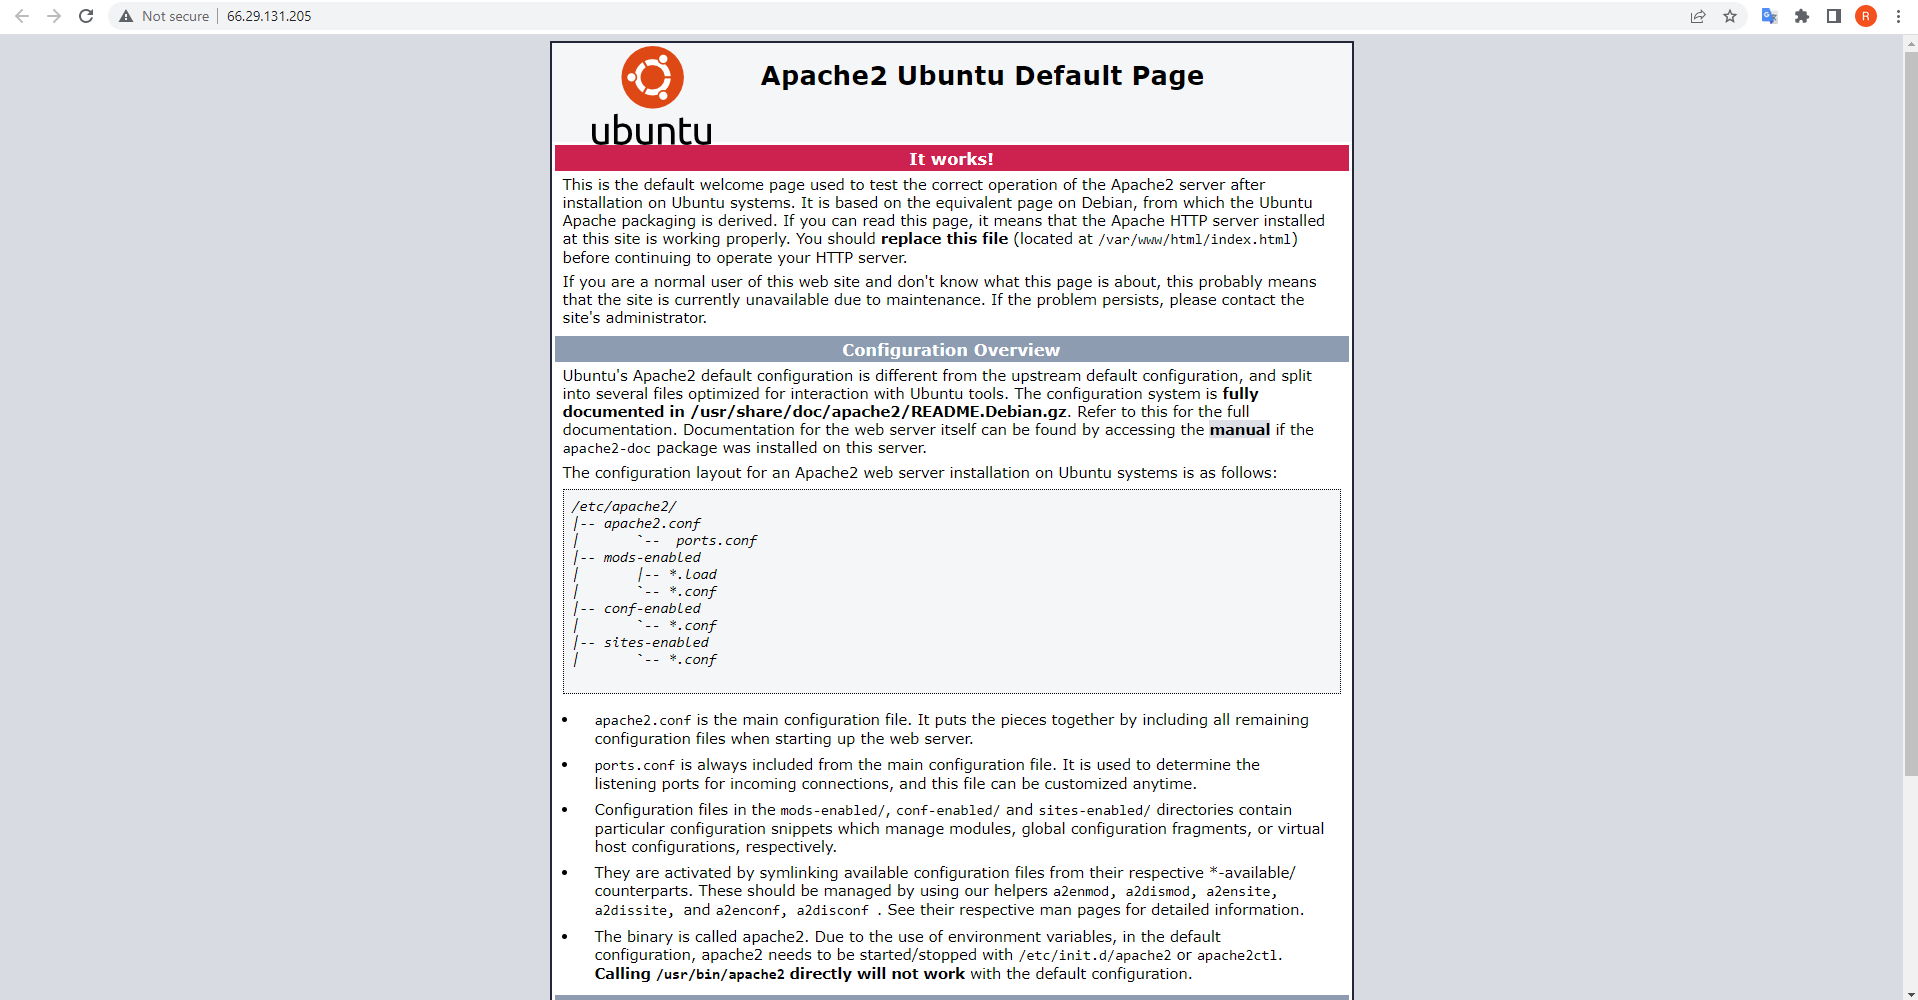 Not secure
66.29.131.205
R
ubuntu
Apache2 Ubuntu Default Page
It works!
This is the default welcome page used to test the correct operation of the Apache2 server after
installation on Ubuntu systems. It is based on the equivalent page on Debian, from which the Ubuntu
Apache packaging is derived. If you can read this page, it means that the Apache HTTP server installed
at this site is working properly. You should replace this file (located at /var/www/html/index.html)
before continuing to operate your HTTP server.
If you are a normal user of this web site and don't know what this page is about, this probably means
that the site is currently unavailable due to maintenance. If the problem persists, please contact the
site's administrator.
Configuration Overview
Ubuntu's Apache2 default configuration is different from the upstream default configuration, and split
into several files optimized for interaction with Ubuntu tools. The configuration system is fully
documented in /usr/share/doc/apache2/README.Debian.gz. Refer to this for the full
documentation. Documentation for the web server itself can be found by accessing the manual if the
apache2-doc package was installed on this server.
The configuration layout for an Apache2 web server installation on Ubuntu systems is as follows:
/etc/apache2/
|-- apache2.conf
|       `--  ports.conf
|-- mods-enabled
|       |-- *.load
|       `-- *.conf
|-- conf-enabled
|       `-- *.conf
|-- sites-enabled
|       `-- *.conf
• apache2.conf is the main configuration file. It puts the pieces together by including all remaining
configuration files when starting up the web server.
• ports.conf is always included from the main configuration file. It is used to determine the
listening ports for incoming connections, and this file can be customized anytime.
• Configuration files in the mods-enabled/, conf-enabled/ and sites-enabled/ directories contain
particular configuration snippets which manage modules, global configuration fragments, or virtual
host configurations, respectively.
• They are activated by symlinking available configuration files from their respective *-available/
counterparts. These should be managed by using our helpers a2enmod, a2dismod, a2ensite,
a2dissite, and a2enconf, a2disconf . See their respective man pages for detailed information.
• The binary is called apache2. Due to the use of environment variables, in the default
configuration, apache2 needs to be started/stopped with /etc/init.d/apache2 or apache2ctl.
Calling /usr/bin/apache2 directly will not work with the default configuration.